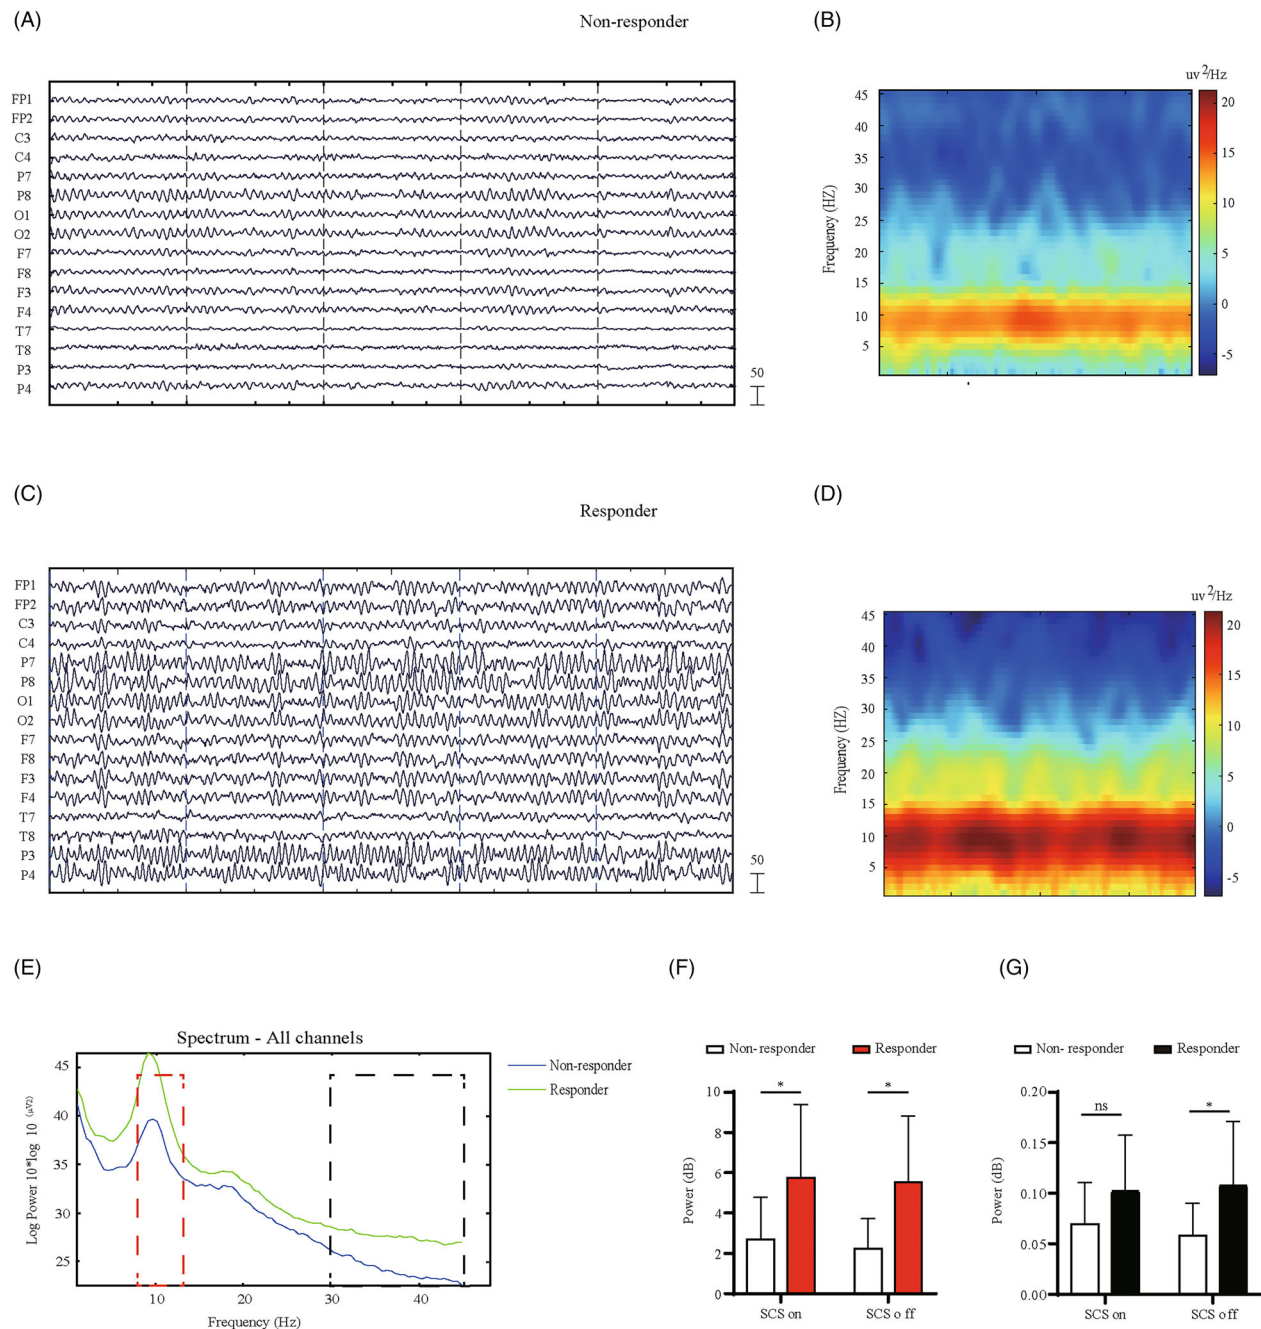 (A)
Non-responder
(B)
FP1
FP2
C3
C4
P7
P8
O1
O2
F7
F8
F3
F4
T7
T8
P3
P4
50
uv²/Hz
Frequency (HZ)
45
40
35
30
25
20
15
10
5
20
15
10
5
0
-5
(C)
Responder
(D)
FP1
FP2
C3
C4
P7
P8
O1
O2
F7
F8
F3
F4
T7
T8
P3
P4
50
uv²/Hz
Frequency (HZ)
45
40
35
30
25
20
15
10
5
20
15
10
5
0
-5
(E)
Spectrum - All channels
Log Power 10*log 10 (μV2)
45
40
35
30
25
10
20
30
40
Frequency (Hz)
Non-responder
Responder
(F)
Non-responder
Responder
Power (dB)
10
8
6
4
2
0
*
*
SCS on
SCS o ff
(G)
Non- responder
Responder
Power (dB)
0.20
0.15
0.10
0.05
0.00
ns
*
SCS on
SCS o ff